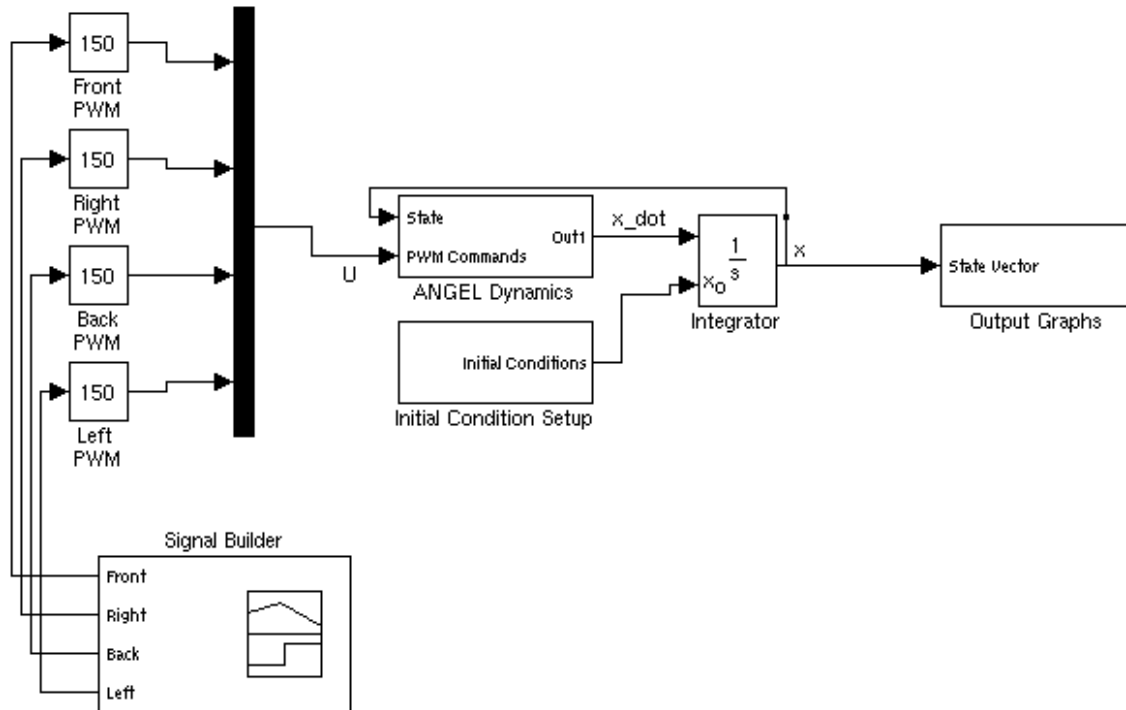 150
Front
PWM
150
Right
PWM
150
Back
PWM
150
Left
PWM
U
State
PWM Commands
Out1
ANGEL Dynamics
x_dot
Initial Conditions
Initial Condition Setup
1
s
xo
Integrator
x
State Vector
Output Graphs
Signal Builder
Front
Right
Back
Left